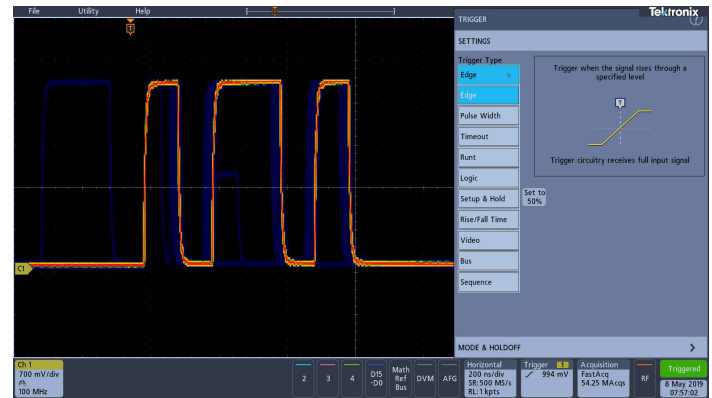 File Utility Help
Tektronix
TRIGGER
?
SETTINGS
Trigger Type
Edge
Edge
Pulse Width
Timeout
Runt
Logic
Setup & Hold
Rise/Fall Time
Video
Bus
Sequence
Set to
50%
Trigger when the signal rises through a
specified level
T
Trigger circuitry receives full input signal
T
C1
MODE & HOLDOFF
Ch 1
700 mV/div
100 MHz
2
3
4
D15
-D0
Math
Ref
Bus
DVM
AFG
Horizontal
200 ns/div
SR:500 MS/s
RL:1 kpts
Trigger 1
994 mV
Acquisition
FastAcq
54.25 MAcqs
RF
Triggered
8 May 2019
07:57:02